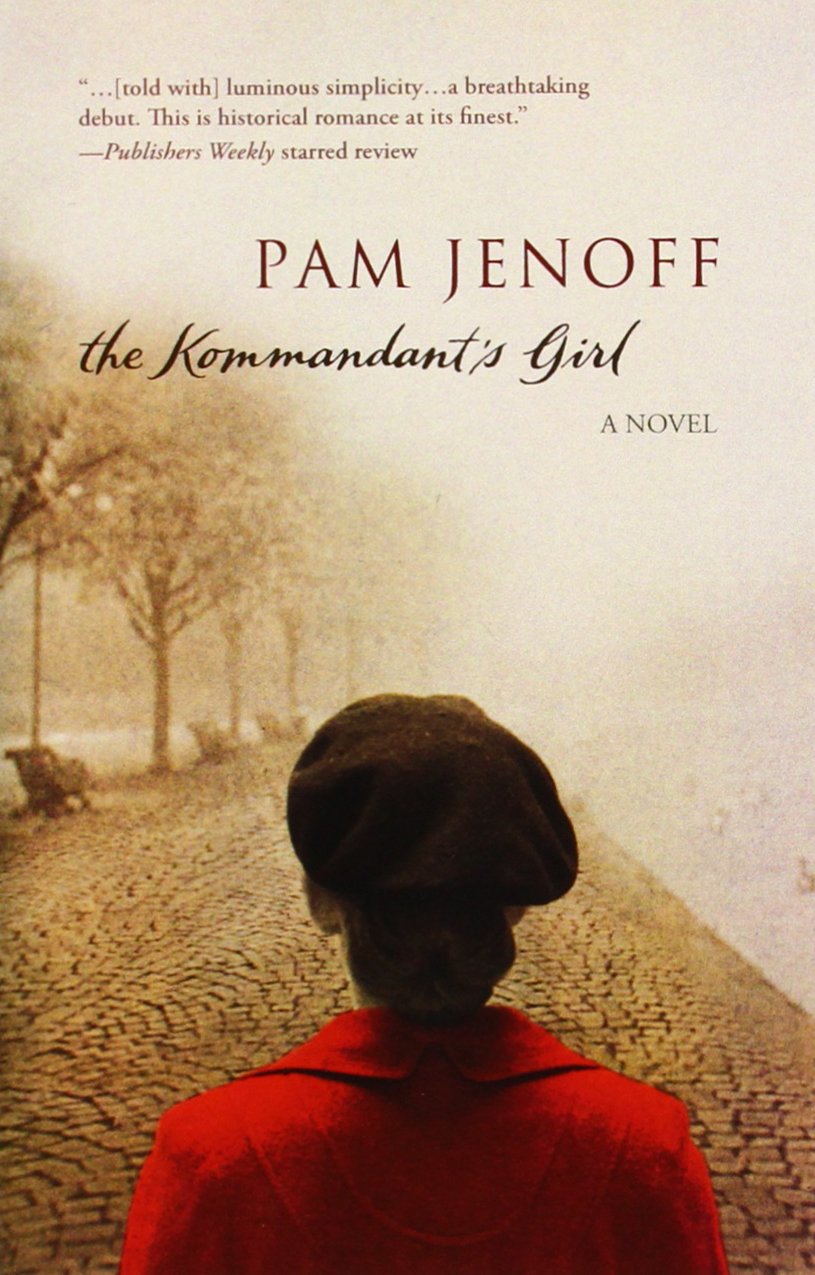 “…[told with] luminous simplicity…a breathtaking
debut. This is historical romance at its finest.”
—Publishers Weekly starred review
PAM JENOFF
the Kommandant's Girl
A NOVEL